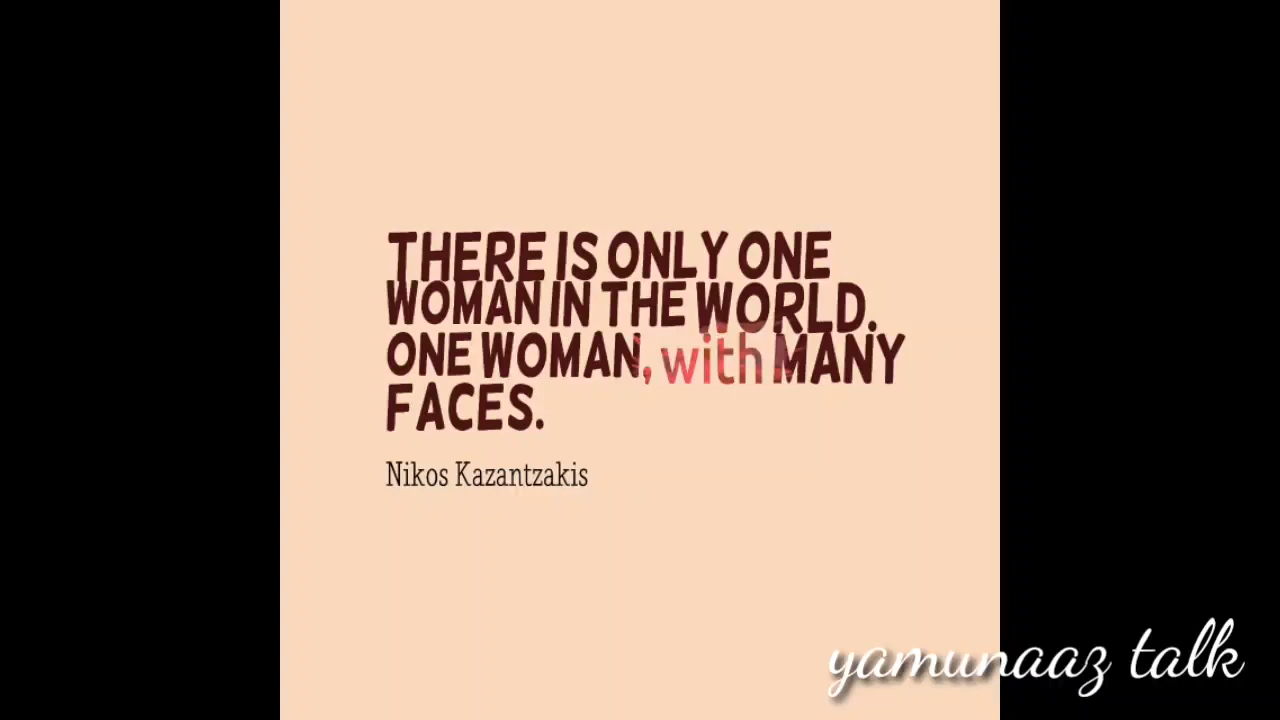 THERE IS ONLY ONE
WOMAN IN THE WORLD.
ONE WOMAN, with MANY
FACES.
Nikos Kazantzakis
yamunaaz talk